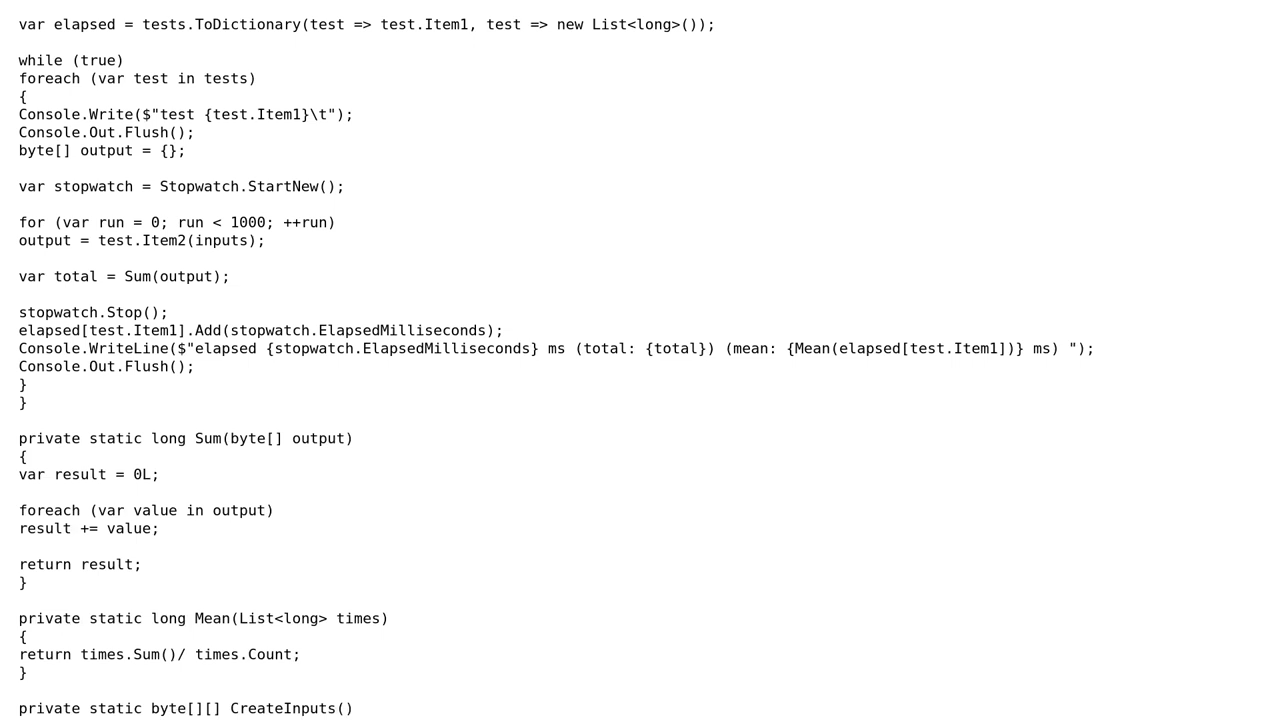 var elapsed = tests.ToDictionary(test => test.Item1, test => new List<long>());

while (true)
foreach (var test in tests)
{
Console.Write($"test {test.Item1}\t");
Console.Out.Flush();
byte[] output = {};

var stopwatch = Stopwatch.StartNew();

for (var run = 0; run < 1000; ++run)
output = test.Item2(inputs);

var total = Sum(output);

stopwatch.Stop();
elapsed[test.Item1].Add(stopwatch.ElapsedMilliseconds);
Console.WriteLine($"elapsed {stopwatch.ElapsedMilliseconds} ms (total: {total}) (mean: {Mean(elapsed[test.Item1])} ms) ");
Console.Out.Flush();
}
}

private static long Sum(byte[] output)
{
var result = 0L;

foreach (var value in output)
result += value;

return result;
}

private static long Mean(List<long> times)
{
return times.Sum()/ times.Count;
}

private static byte[][] CreateInputs()